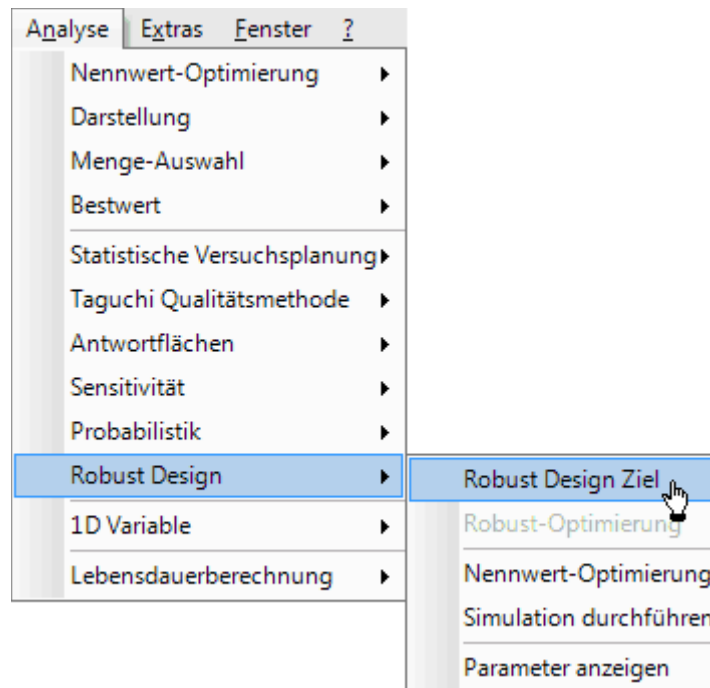 Analyse Extras Fenster ?
Nennwert-Optimierung
Darstellung
Menge-Auswahl
Bestwert
Statistische Versuchsplanung
Taguchi Qualitätsmethode
Antwortflächen
Sensitivität
Probabilistik
Robust Design
1D Variable
Lebensdauerberechnung
Robust Design Ziel
Robust-Optimierung
Nennwert-Optimierung
Simulation durchführen
Parameter anzeigen